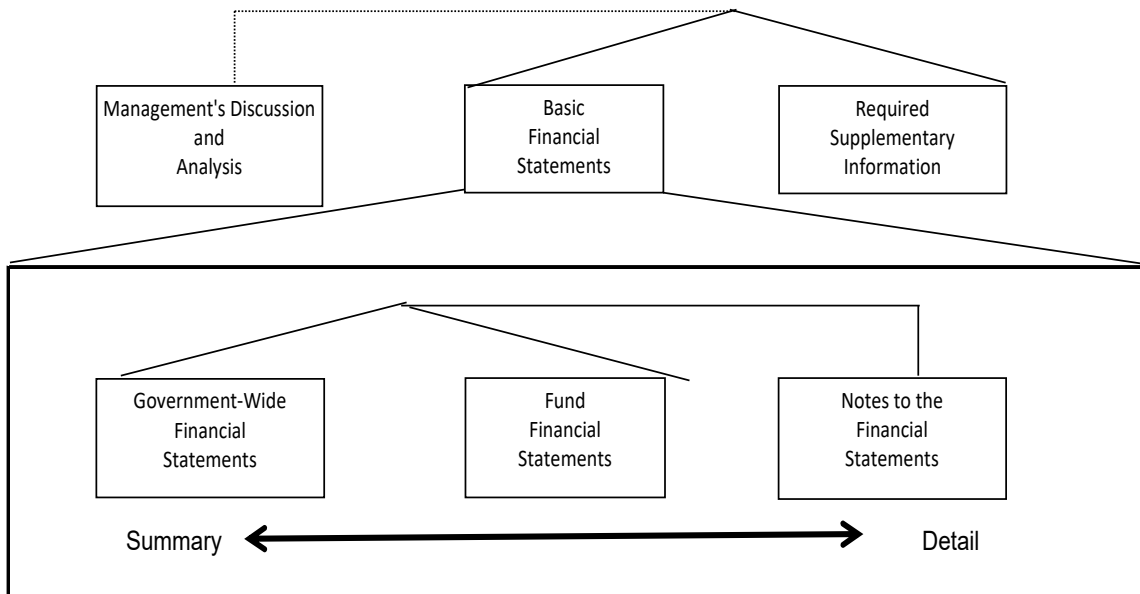 Management's Discussion
and
Analysis
Basic
Financial
Statements
Required
Supplementary
Information
Government-Wide
Financial
Statements
Fund
Financial
Statements
Notes to the
Financial
Statements
Summary
Detail